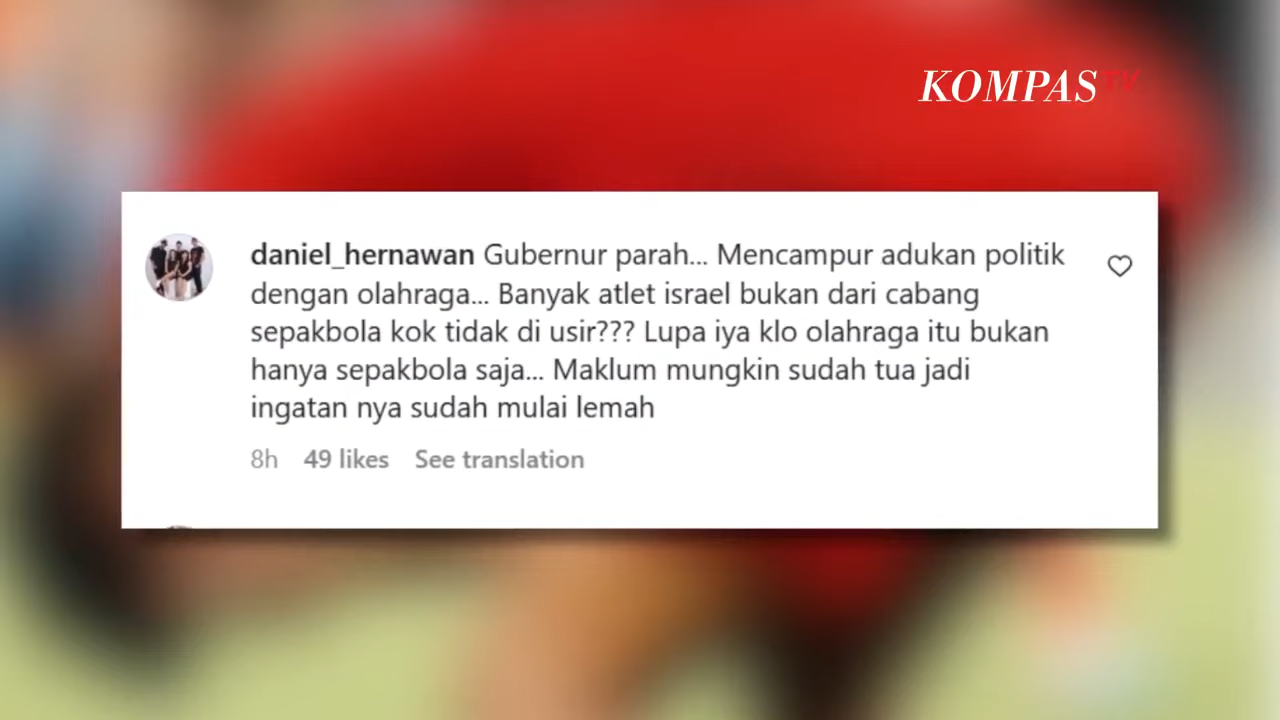 KOMPAS TV
daniel_hernawan Gubernur parah... Mencampur adukan politik
dengan olahraga... Banyak atlet israel bukan dari cabang
sepakbola kok tidak di usir??? Lupa iya klo olahraga itu bukan
hanya sepakbola saja... Maklum mungkin sudah tua jadi
ingatan nya sudah mulai lemah
8h 49 likes See translation